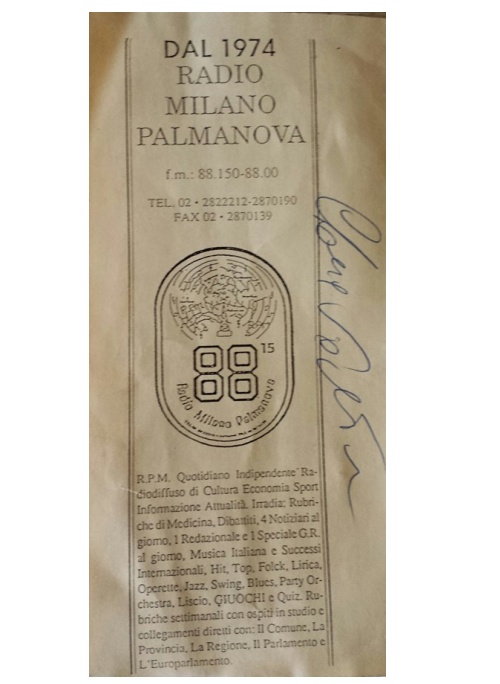 DAL 1974
RADIO
MILANO
PALMANOVA
f.m.: 88.150-88.00
TEL. 02 • 2822212-2870190
FAX 02 • 2870139
88 15
Radio Milano Palmanova
R.P.M. Quotidiano Indipendente Ra-
diodiffuso di Cultura Economia Sport
Informazione Attualità. Irradia: Rubri-
che di Medicina, Dibattiti, 4 Notiziari al
giorno, 1 Redazionale e 1 Speciale G.R.
al giorno, Musica Italiana e Successi
Internazionali, Hit, Top, Folck, Lirica,
Operette, Jazz, Swing, Blues, Party Or-
chestra, Liscio, GIUOCHI e Quiz. Ru-
briche settimanali con ospiti in studio e
collegamenti diretti con: Il Comune, La
Provincia, La Regione, Il Parlamento e
L'Europarlamento.